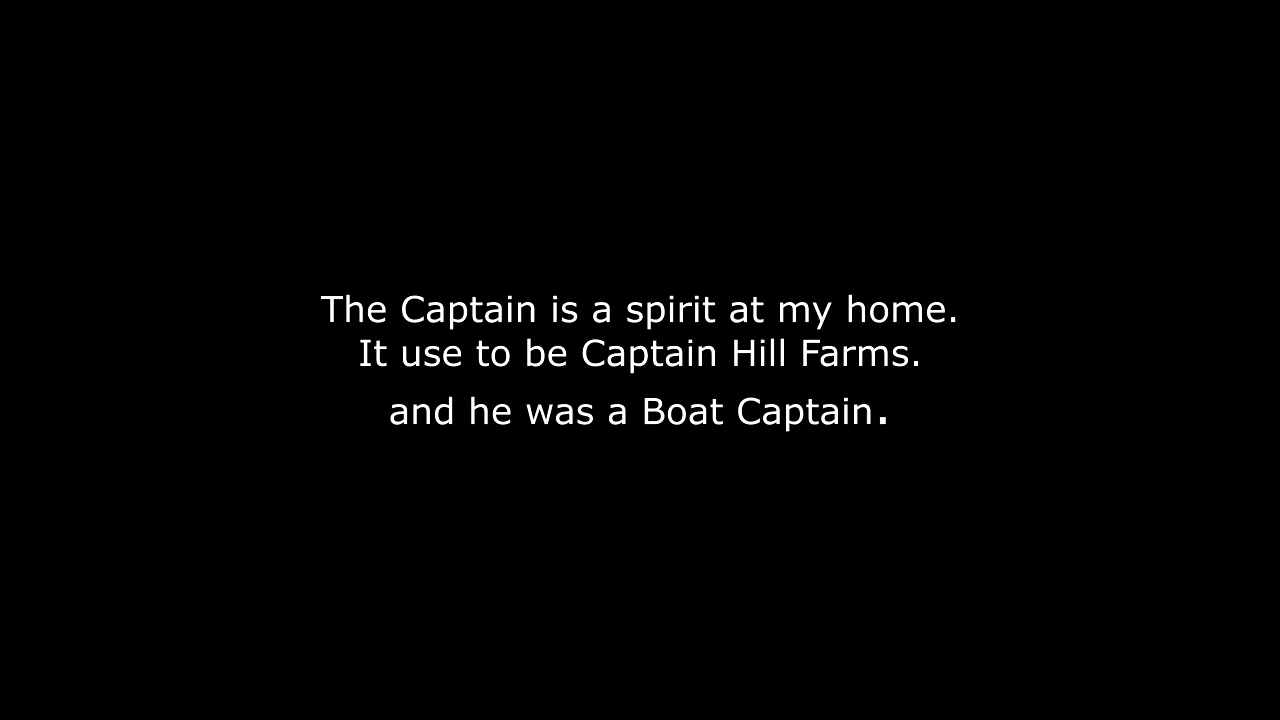 The Captain is a spirit at my home.
It use to be Captain Hill Farms.
and he was a Boat Captain.